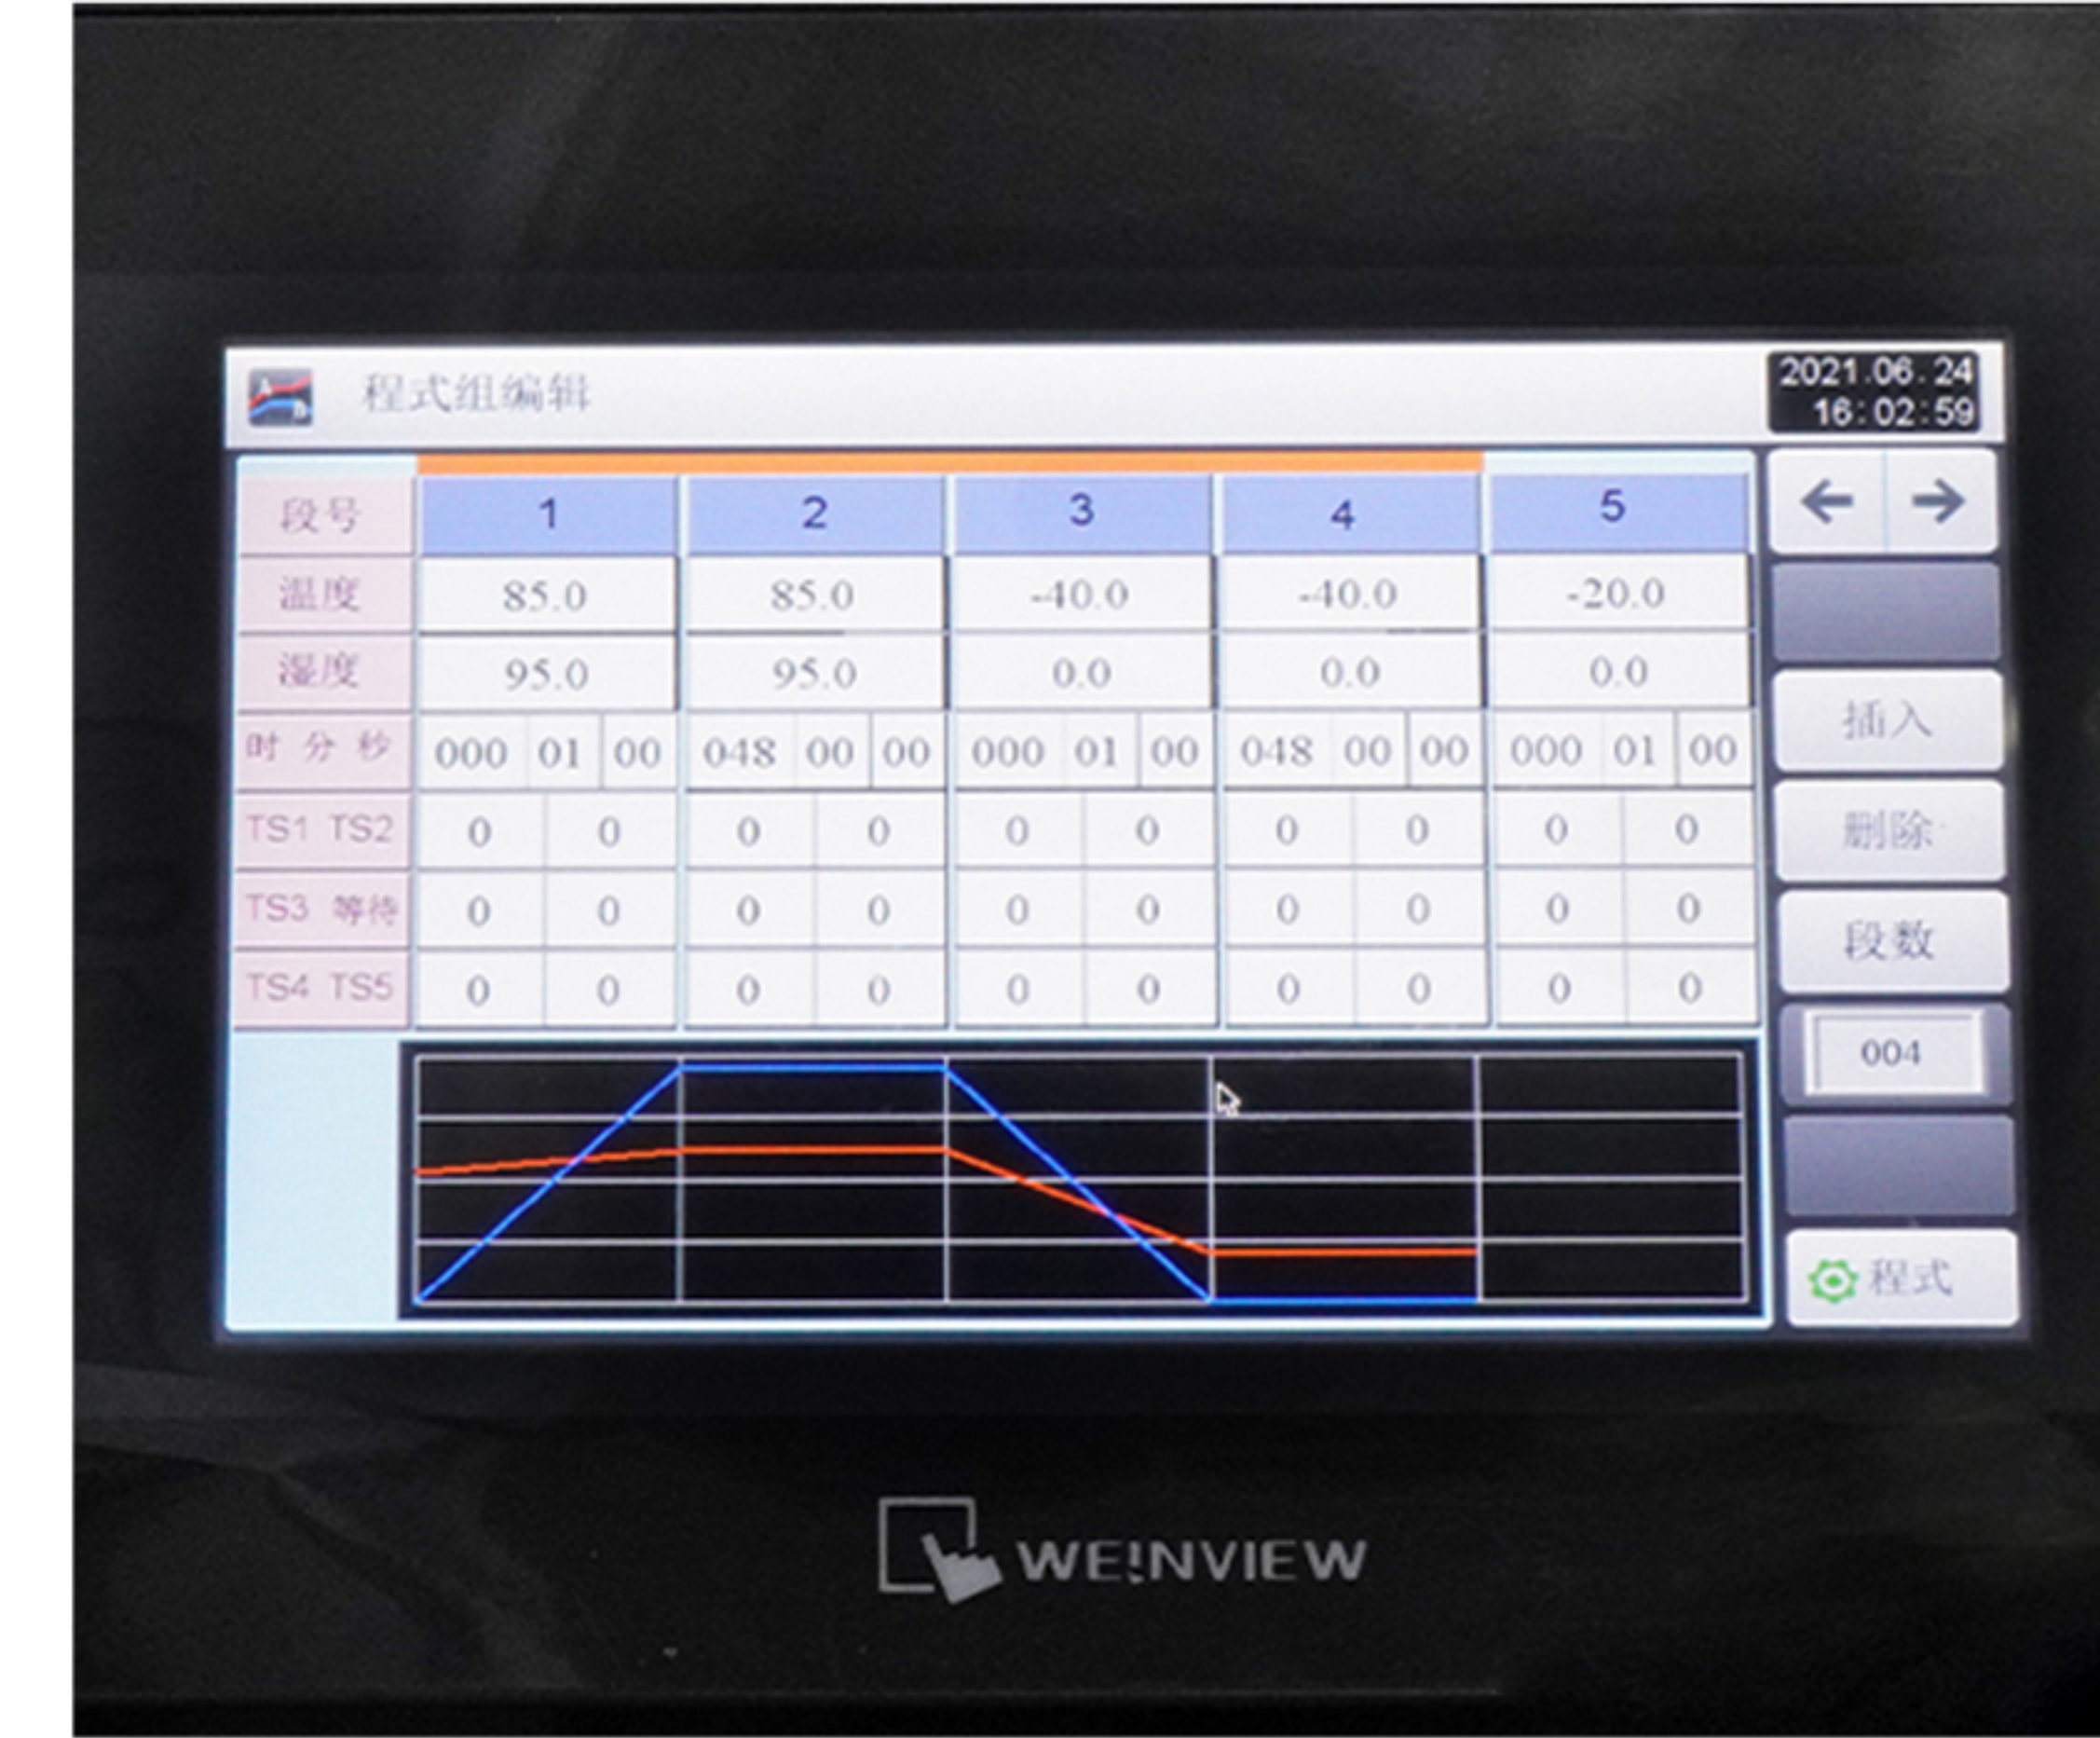 程式组编辑
2021.06.24
16:02:59
段号 1 2 3 4 5
温度 85.0 85.0 -40.0 -40.0 -20.0
湿度 95.0 95.0 0.0 0.0 0.0
时 分 秒 000 01 00 048 00 00 000 01 00 048 00 00 000 01 00
TS1 TS2 0 0 0 0 0 0 0 0 0 0
TS3 等待 0 0 0 0 0 0 0 0 0 0
TS4 TS5 0 0 0 0 0 0 0 0 0 0
插入
删除
段数
004
程式
WE!NVIEW